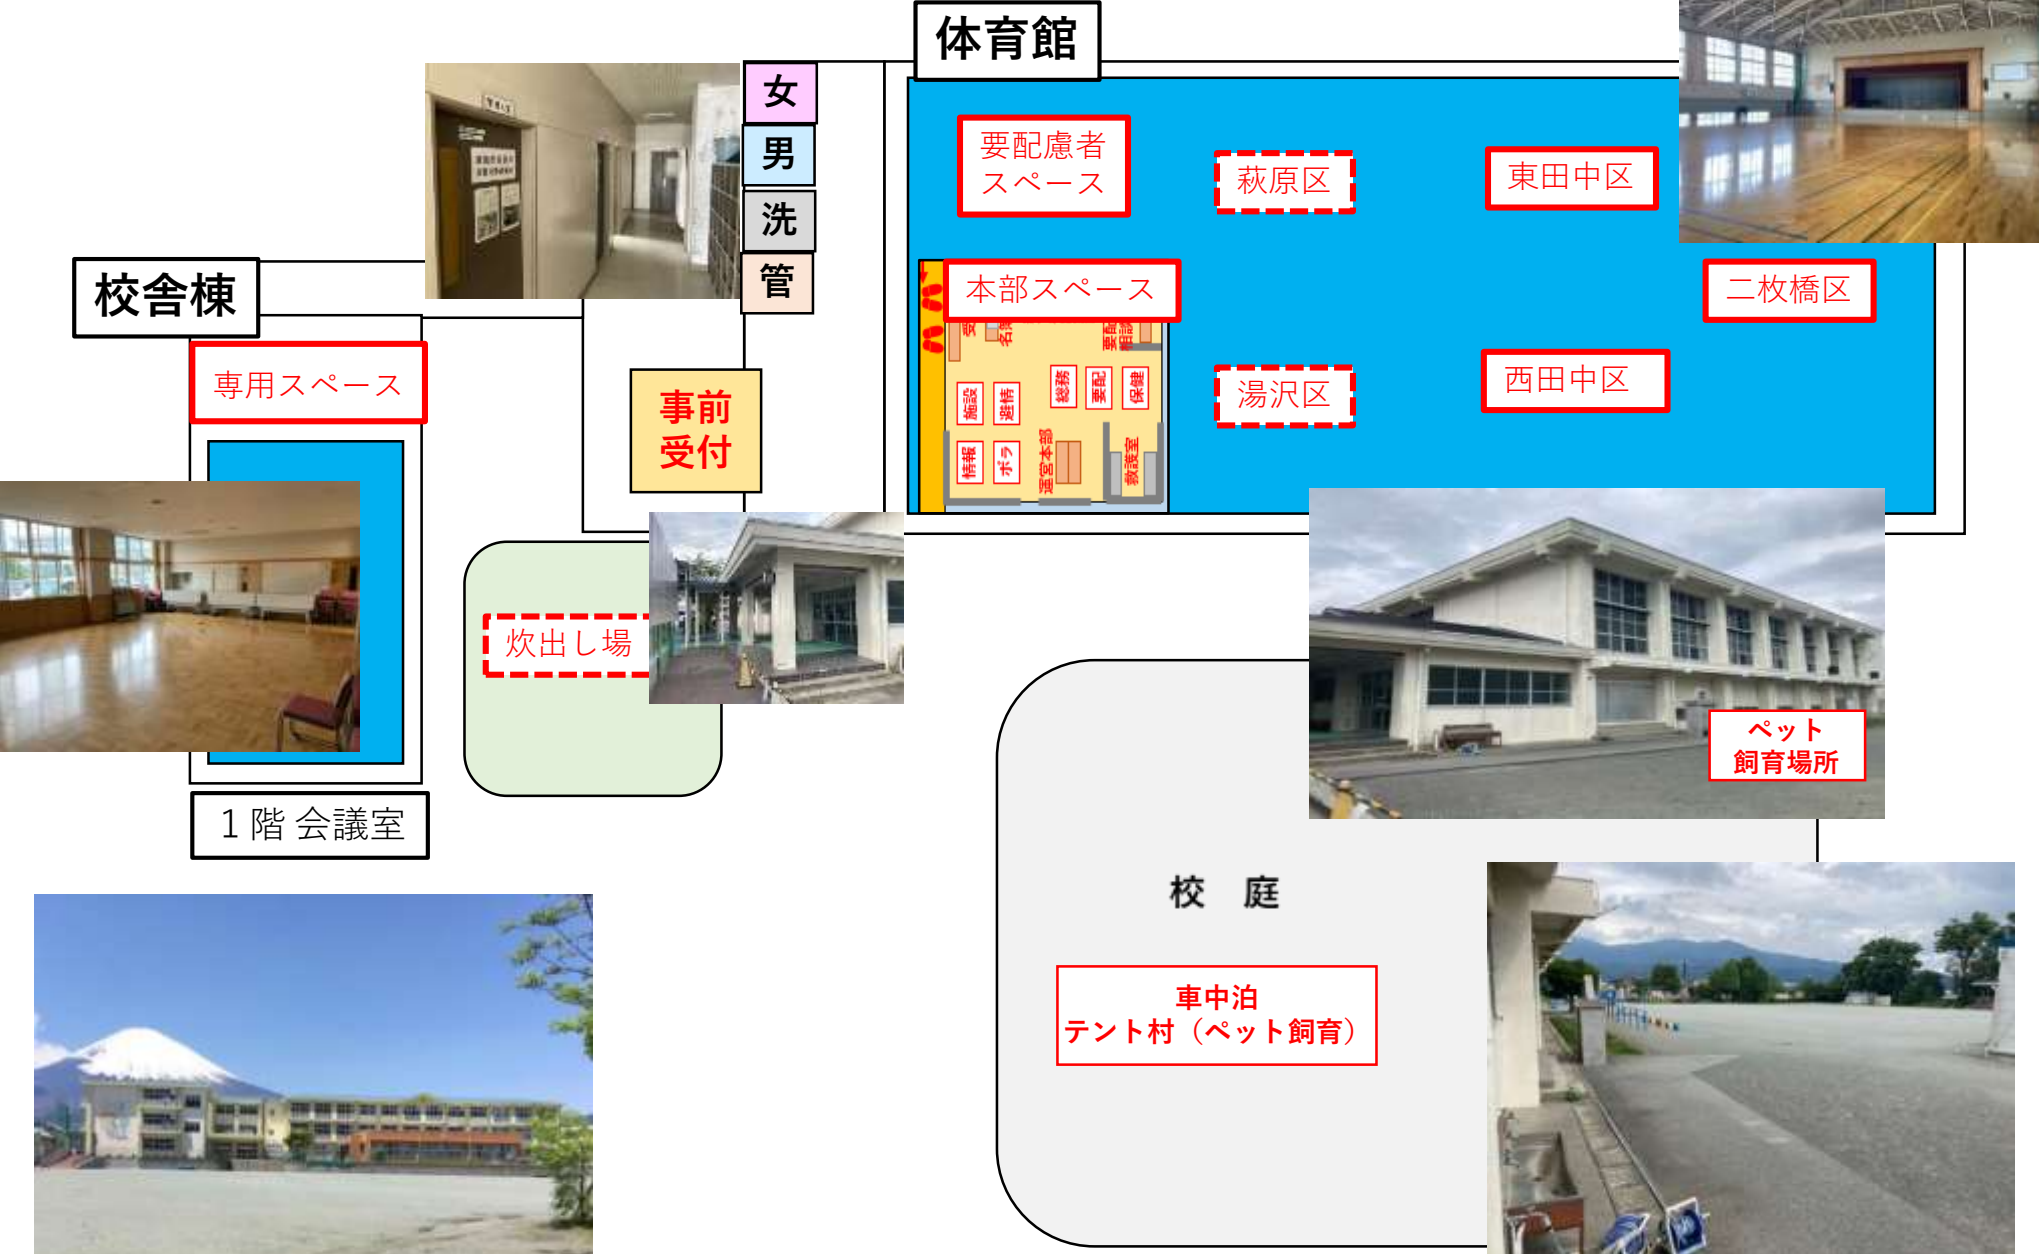 体育館
女
男
洗
管
要配慮者
スペース
萩原区
東田中区
校舎棟
本部スペース
二枚橋区
専用スペース
湯沢区
西田中区
事前
受付
施設
避情
総務
要配
保健
情報
ボラ
運営本部
救護室
炊出し場
ペット
飼育場所
1階 会議室
校 庭
車中泊
テント村（ペット飼育）